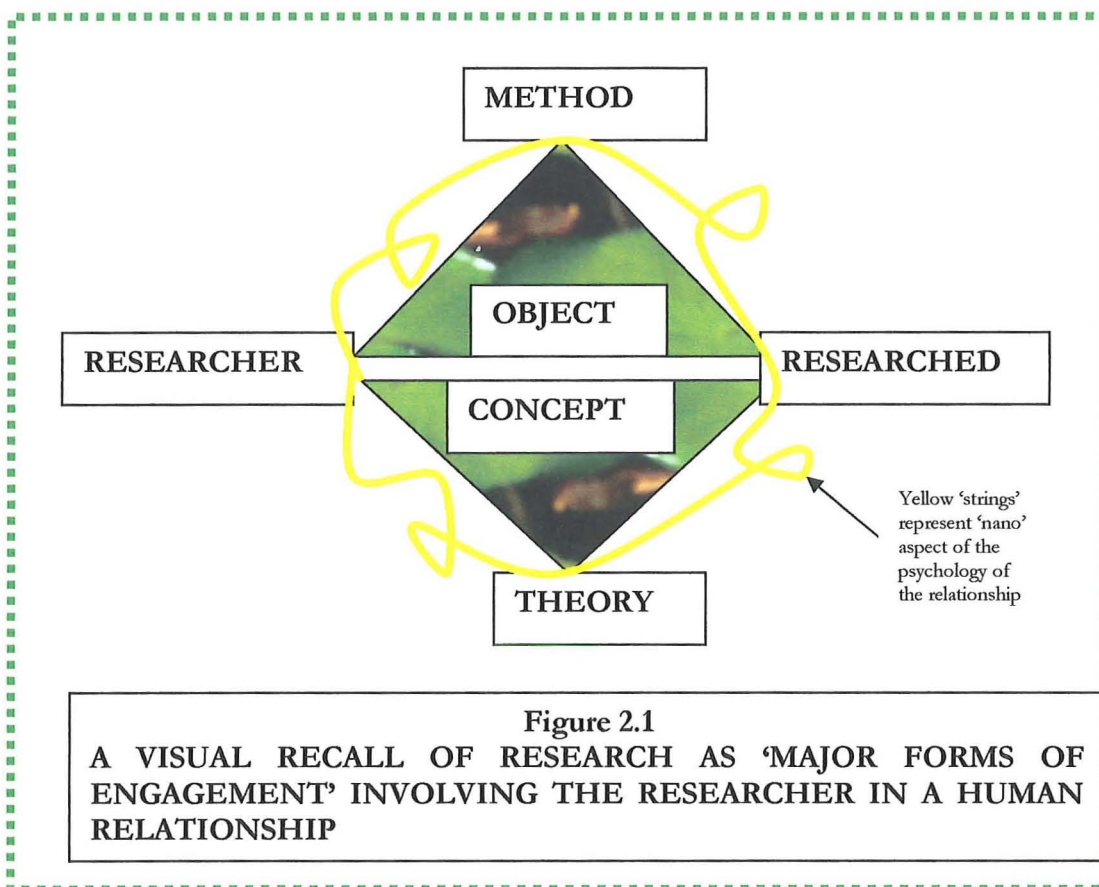 METHOD
OBJECT
RESEARCHER
RESEARCHED
CONCEPT
Yellow ‘strings’
represent ‘nano’
aspect of the
psychology of
the relationship
THEORY
Figure 2.1
A VISUAL RECALL OF RESEARCH AS ‘MAJOR FORMS OF
ENGAGEMENT’ INVOLVING THE RESEARCHER IN A HUMAN
RELATIONSHIP